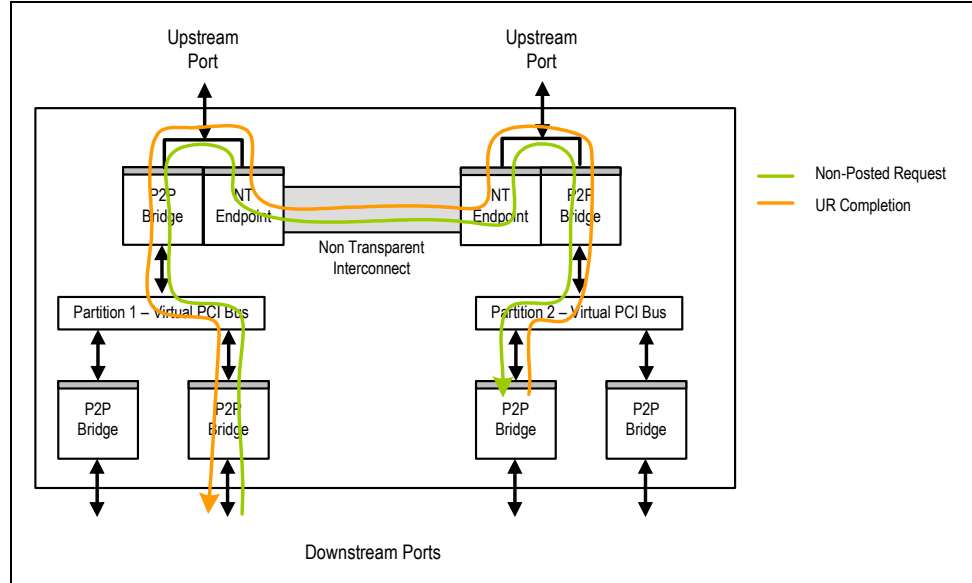 Upstream
Port
Upstream
Port
Non-Posted Request
UR Completion
P2P
Bridge
NT
Endpoint
NT
Endpoint
P2P
Bridge
Non Transparent
Interconnect
Partition 1 – Virtual PCI Bus
Partition 2 – Virtual PCI Bus
P2P
Bridge
P2P
Bridge
P2P
Bridge
P2P
Bridge
Downstream Ports